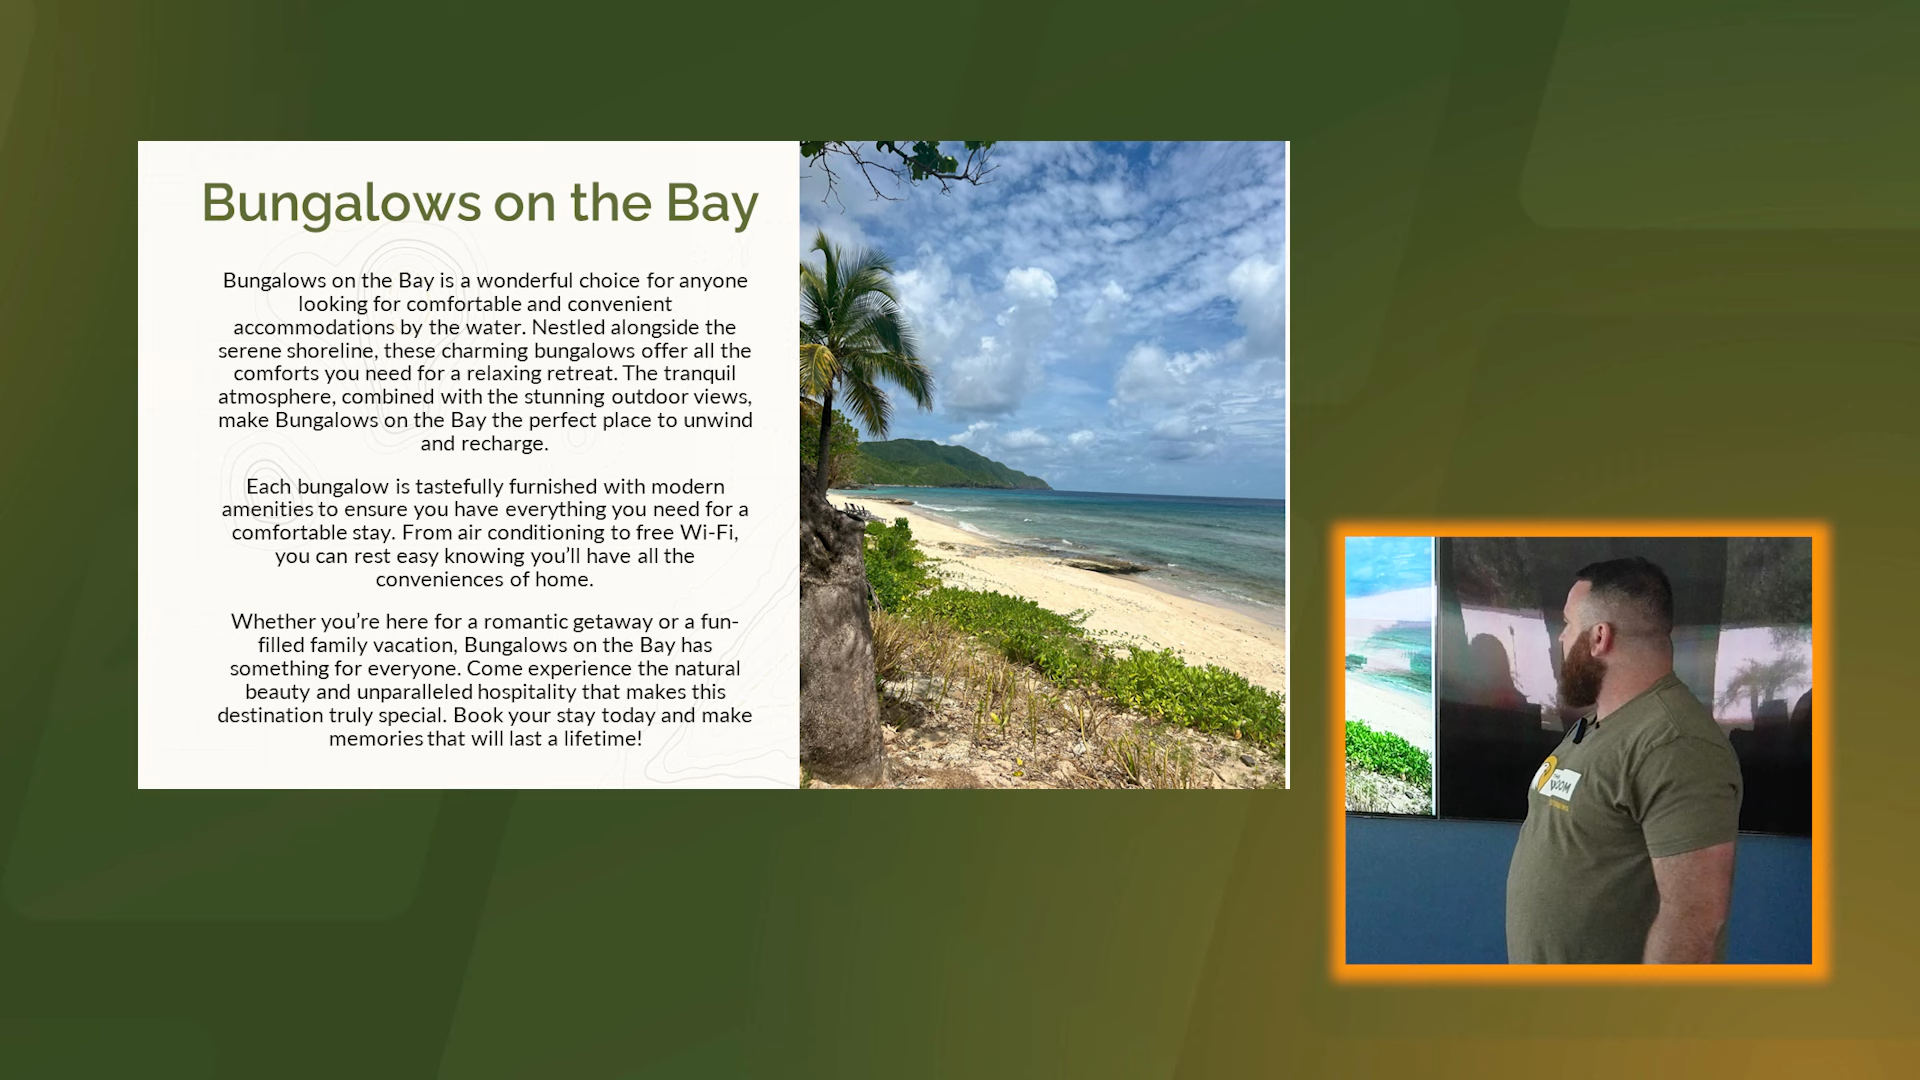 Bungalows on the Bay
Bungalows on the Bay is a wonderful choice for anyone
looking for comfortable and convenient
accommodations by the water. Nestled alongside the
serene shoreline, these charming bungalows offer all the
comforts you need for a relaxing retreat. The tranquil
atmosphere, combined with the stunning outdoor views,
make Bungalows on the Bay the perfect place to unwind
and recharge.
Each bungalow is tastefully furnished with modern
amenities to ensure you have everything you need for a
comfortable stay. From air conditioning to free Wi-Fi,
you can rest easy knowing you’ll have all the
conveniences of home.
Whether you’re here for a romantic getaway or a fun-
filled family vacation, Bungalows on the Bay has
something for everyone. Come experience the natural
beauty and unparalleled hospitality that makes this
destination truly special. Book your stay today and make
memories that will last a lifetime!